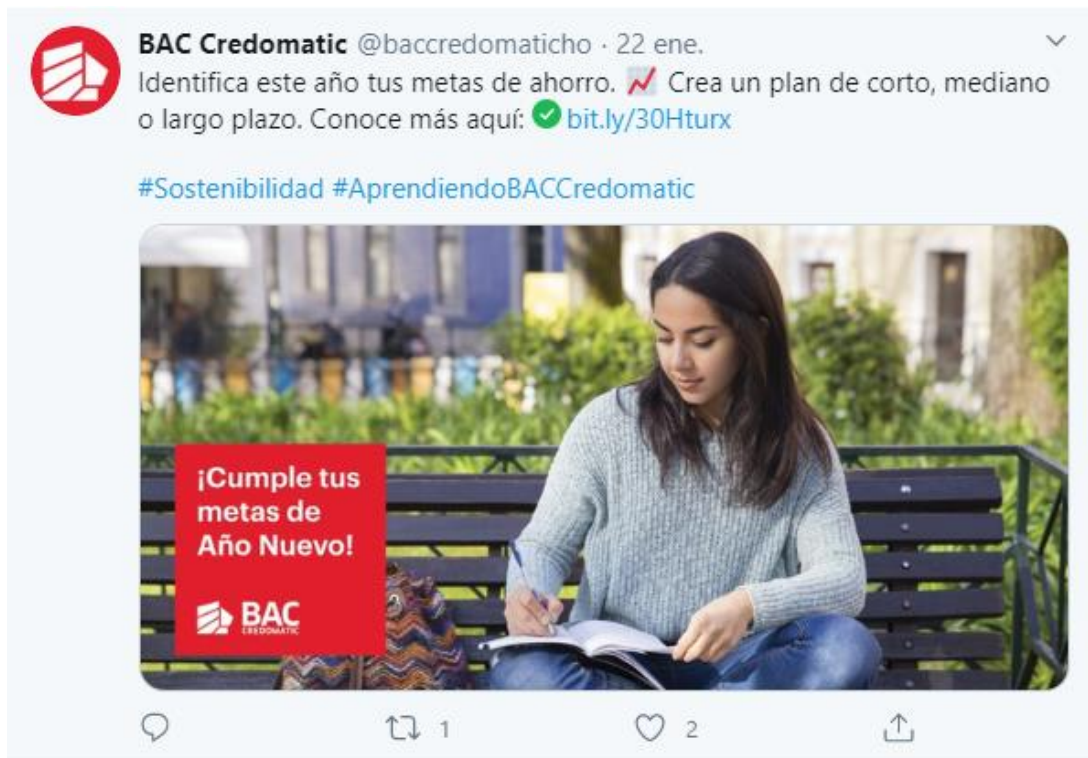 BAC Credomatic @baccredomaticho · 22 ene.
Identifica este año tus metas de ahorro. 📈 Crea un plan de corto, mediano
o largo plazo. Conoce más aquí: ✅ bit.ly/30Hturx
#Sostenibilidad #AprendiendoBACCredomatic
¡Cumple tus
metas de
Año Nuevo!
BAC
CREDOMATIC
1 2